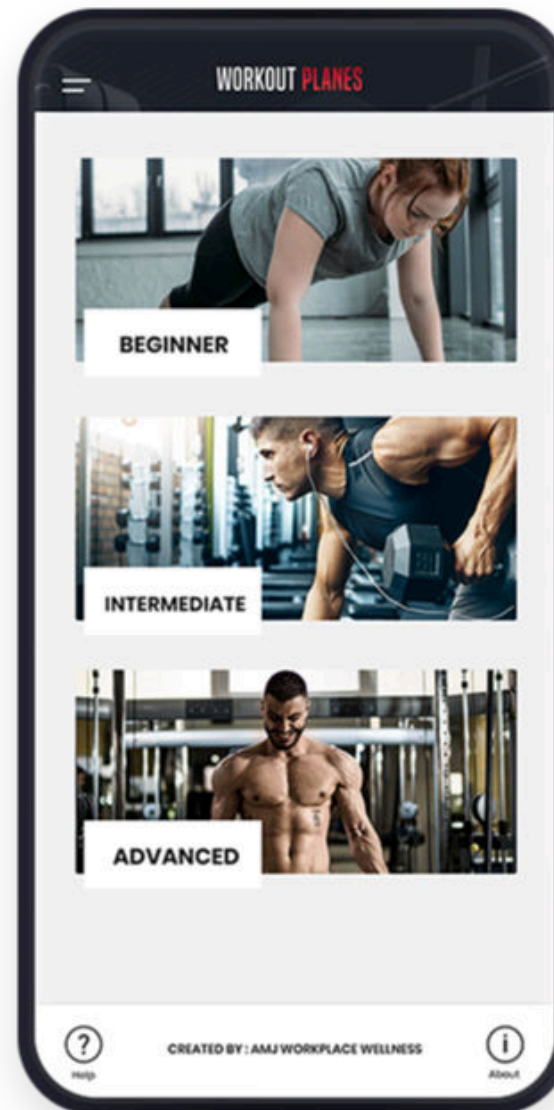 WORKOUT PLANES
BEGINNER
INTERMEDIATE
ADVANCED
CREATED BY : AMJ WORKPLACE WELLNESS
Help
About